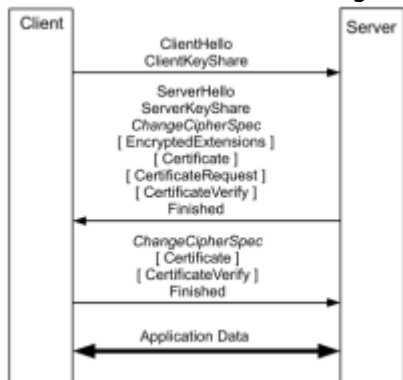 Client
Server
ClientHello
ClientKeyShare
ServerHello
ServerKeyShare
ChangeCipherSpec
[ EncryptedExtensions ]
[ Certificate ]
[ CertificateRequest ]
[ CertificateVerify ]
Finished
ChangeCipherSpec
[ Certificate ]
[ CertificateVerify ]
Finished
Application Data